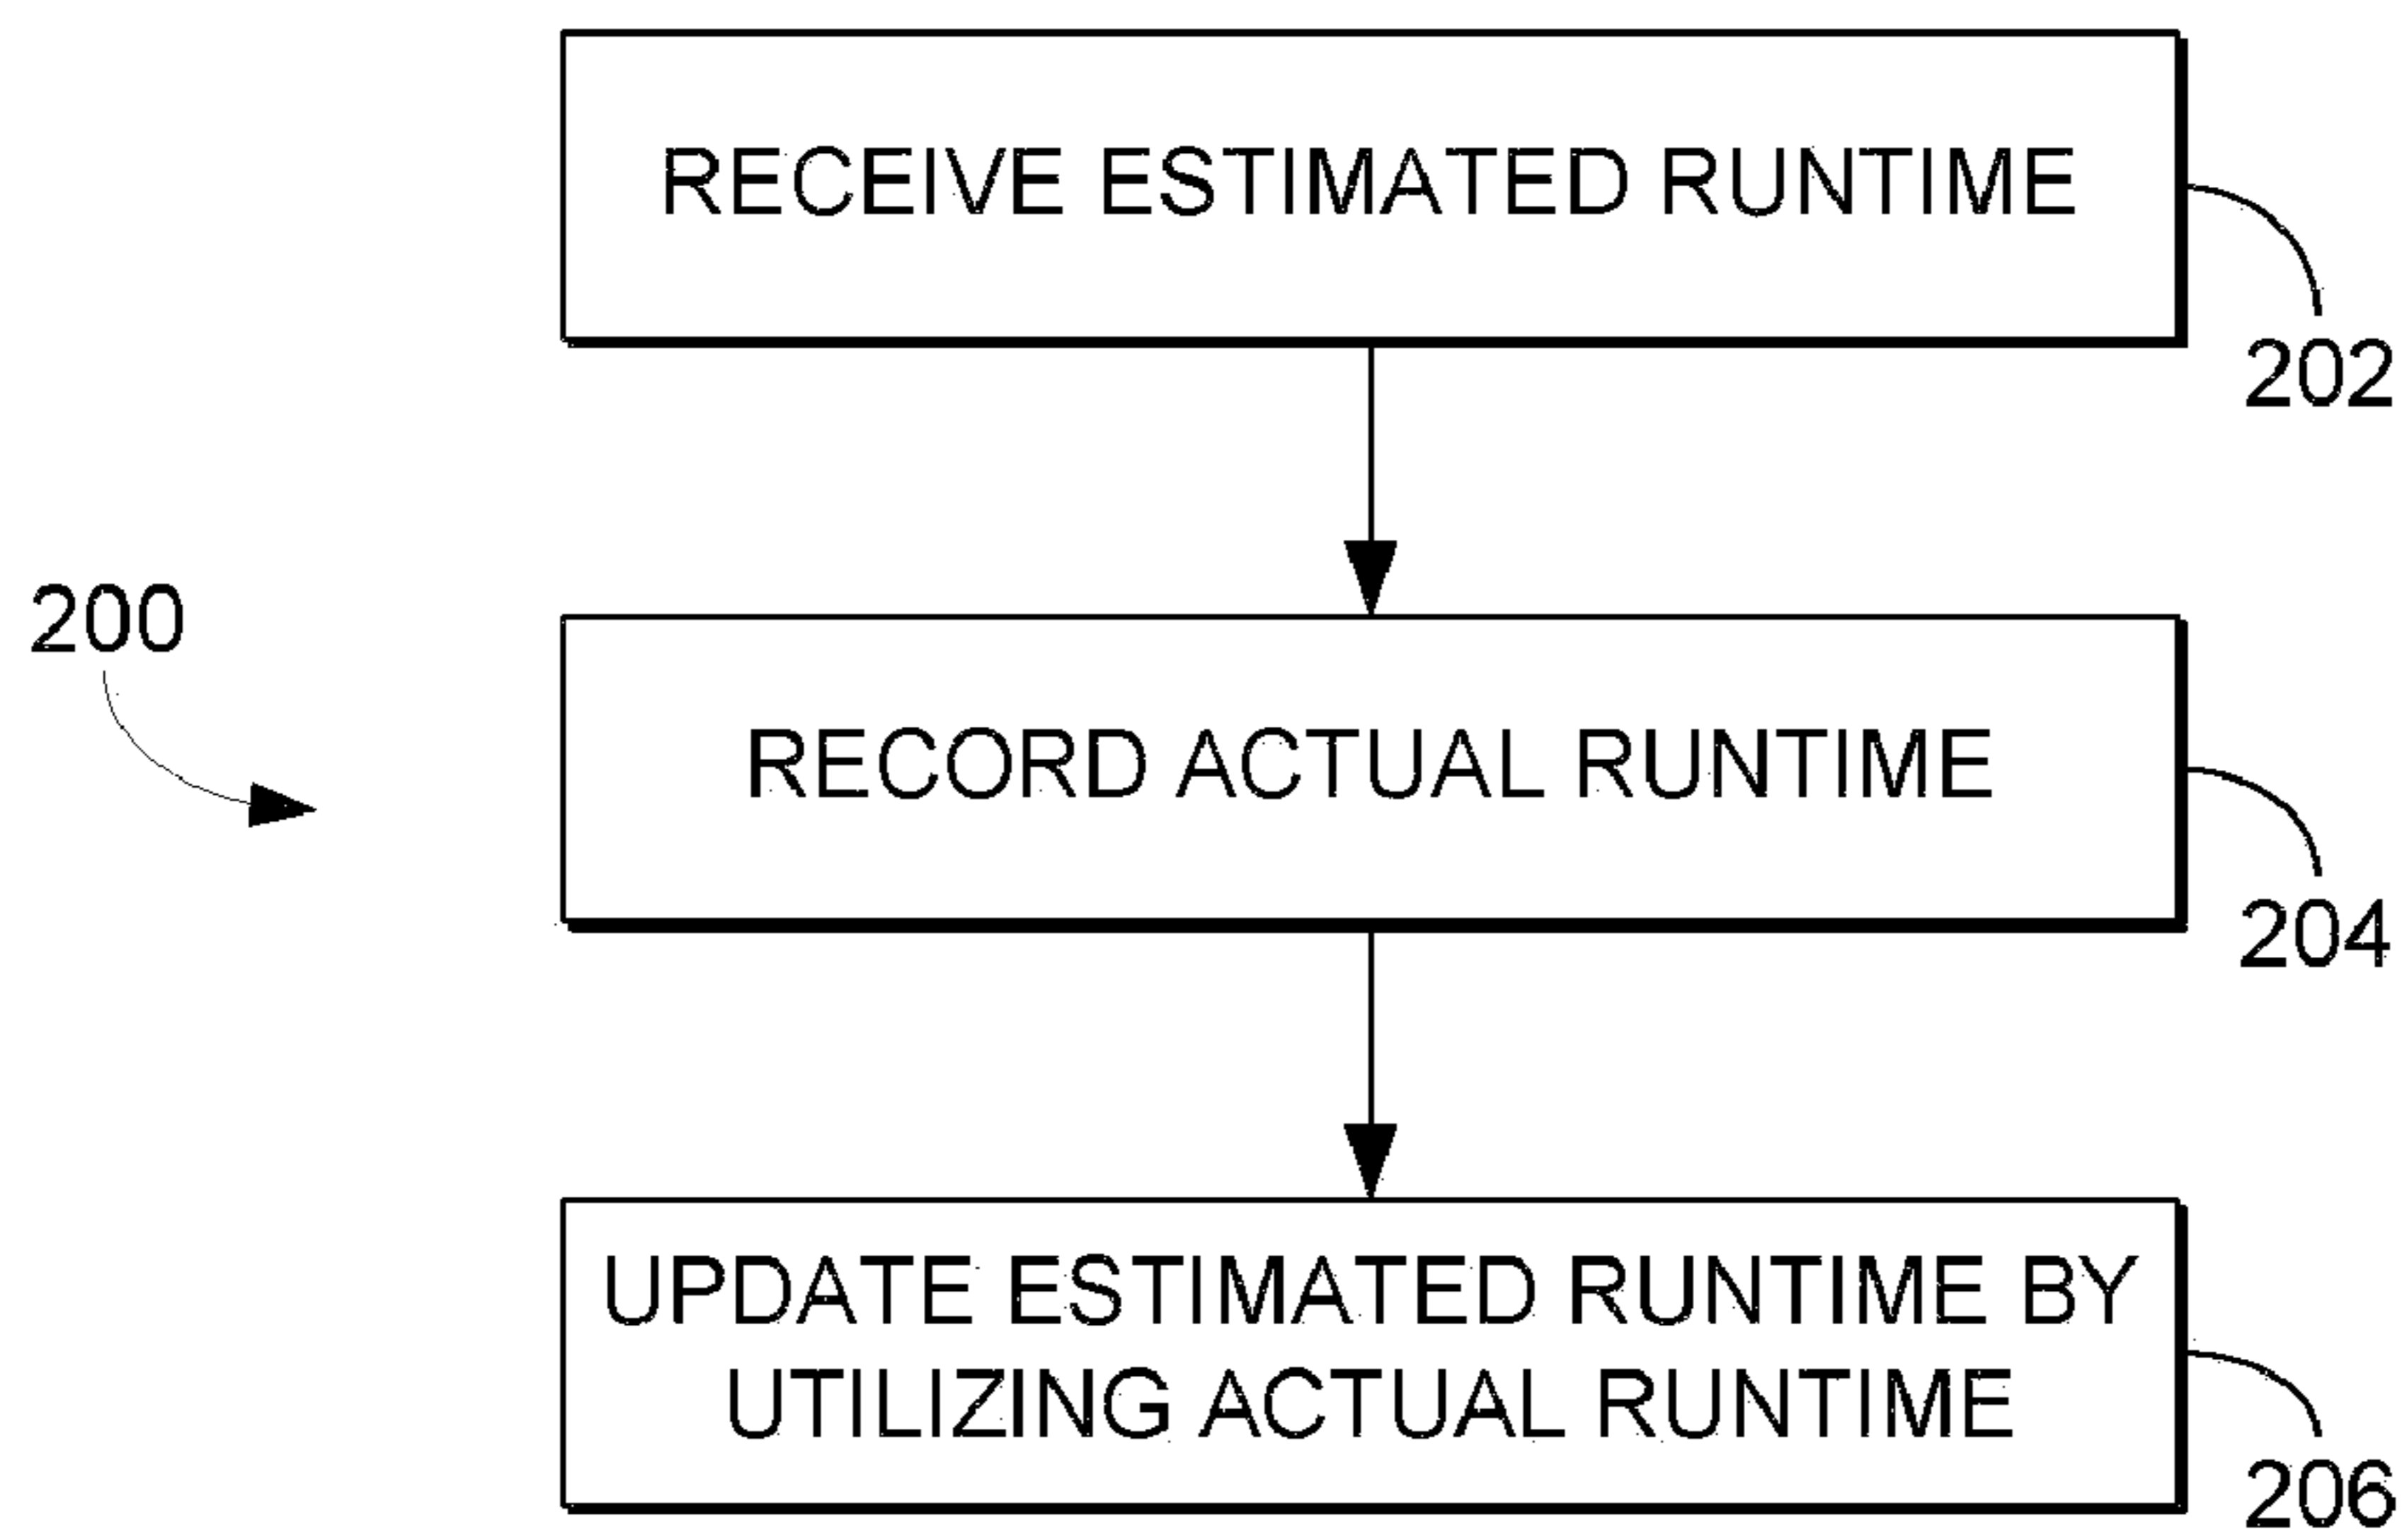 RECEIVE ESTIMATED RUNTIME
202
200
RECORD ACTUAL RUNTIME
204
UPDATE ESTIMATED RUNTIME BY
UTILIZING ACTUAL RUNTIME
206